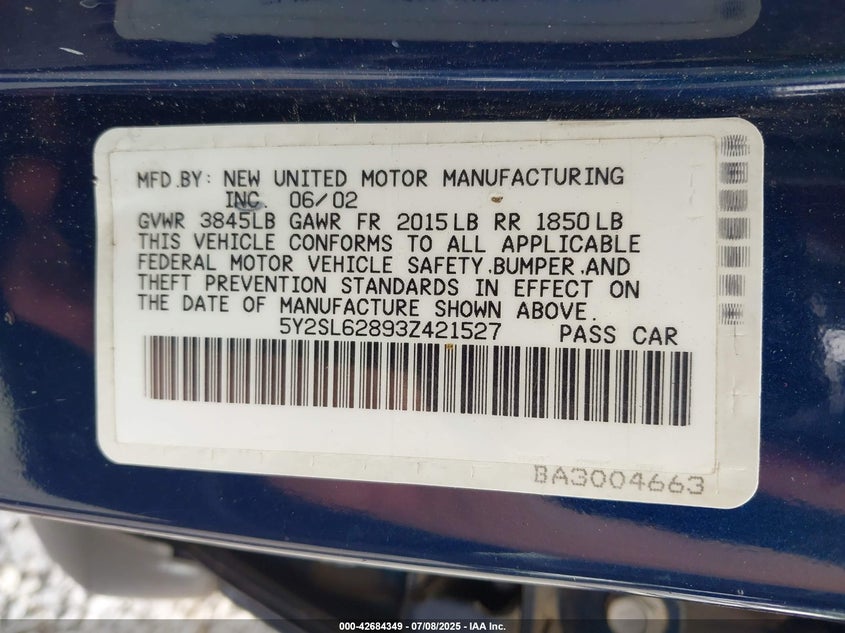 MFD.BY: NEW UNITED MOTOR MANUFACTURING
INC. 06/02
GVWR 3845LB GAWR FR 2015LB RR 1850LB
THIS VEHICLE CONFORMS TO ALL APPLICABLE
FEDERAL MOTOR VEHICLE SAFETY.BUMPER.AND
THEFT PREVENTION STANDARDS IN EFFECT ON
THE DATE OF MANUFACTURE SHOWN ABOVE.
5Y2SL62893Z421527 PASS CAR
BA3004663
000-42684349 - 07/08/2025 - IAA Inc.